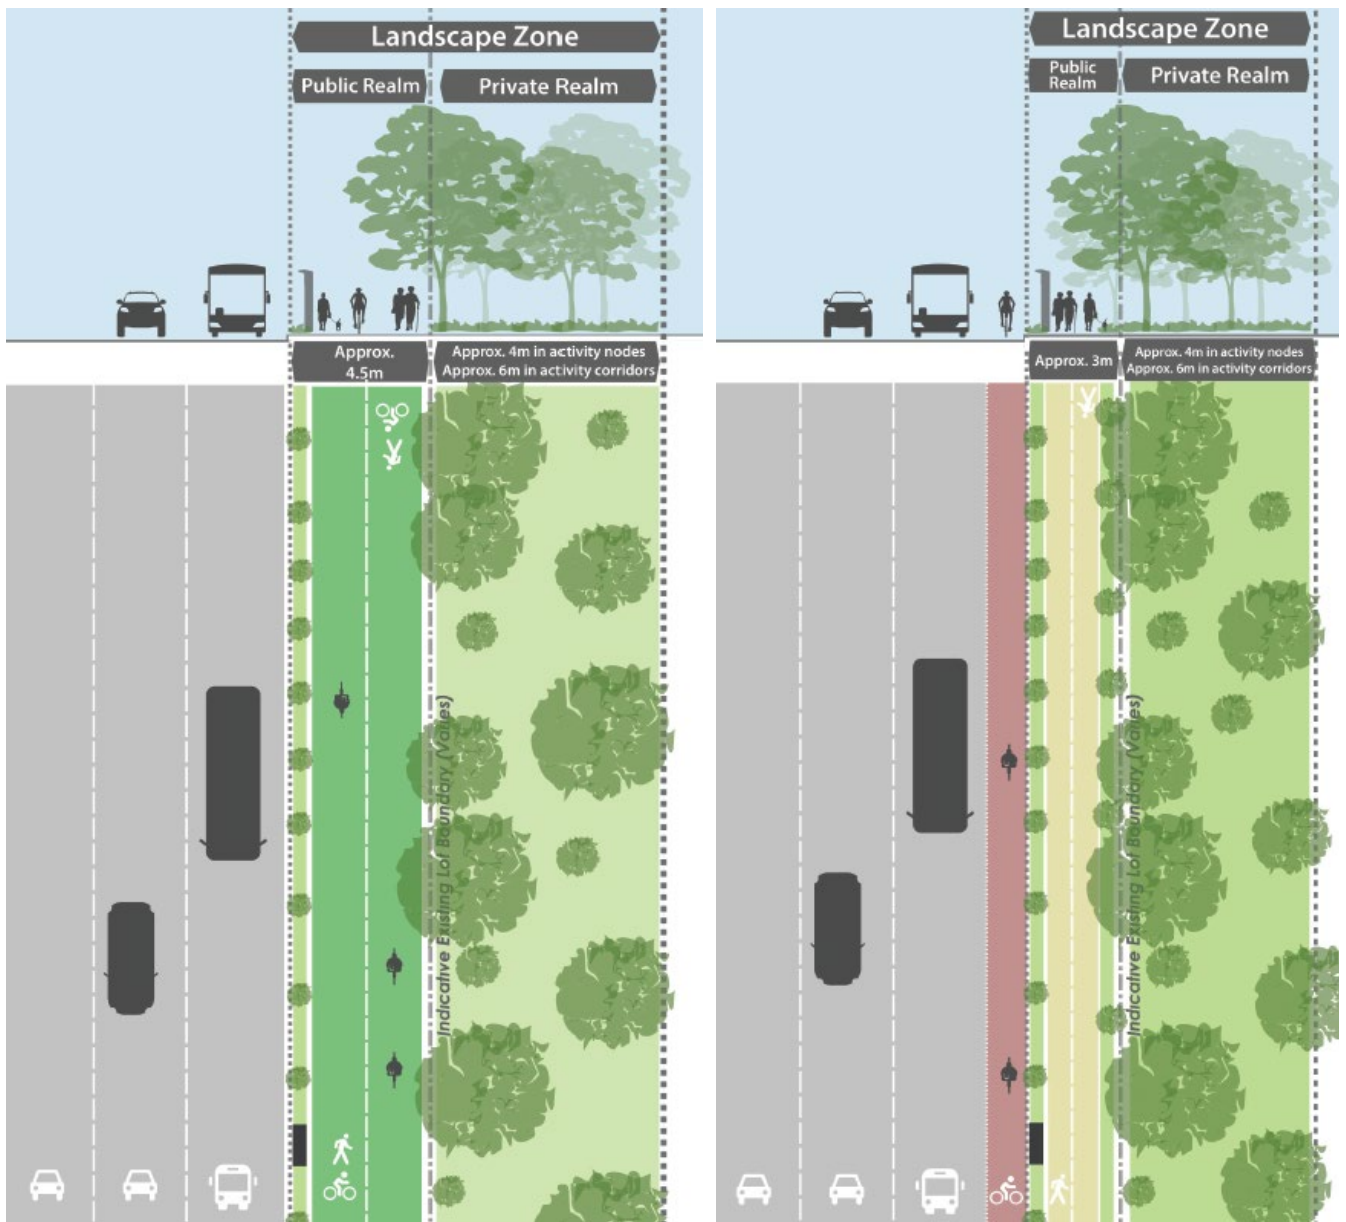 Landscape Zone
Public Realm
Private Realm
Approx.
4.5m
Approx. 4m in activity nodes
Approx. 6m in activity corridors
Indicative Existing Lot Boundary (Varies)
Landscape Zone
Public
Realm
Private Realm
Approx. 3m
Approx. 4m in activity nodes
Approx. 6m in activity corridors
Indicative Existing Lot Boundary (Varies)